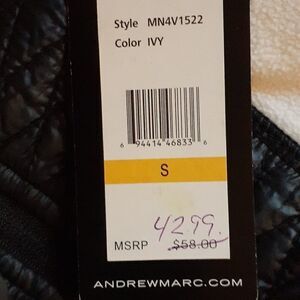 Style MN4V1522
Color IVY
6 94414 46833 6
S
42.99
MSRP $58.00
ANDREWMARC.COM